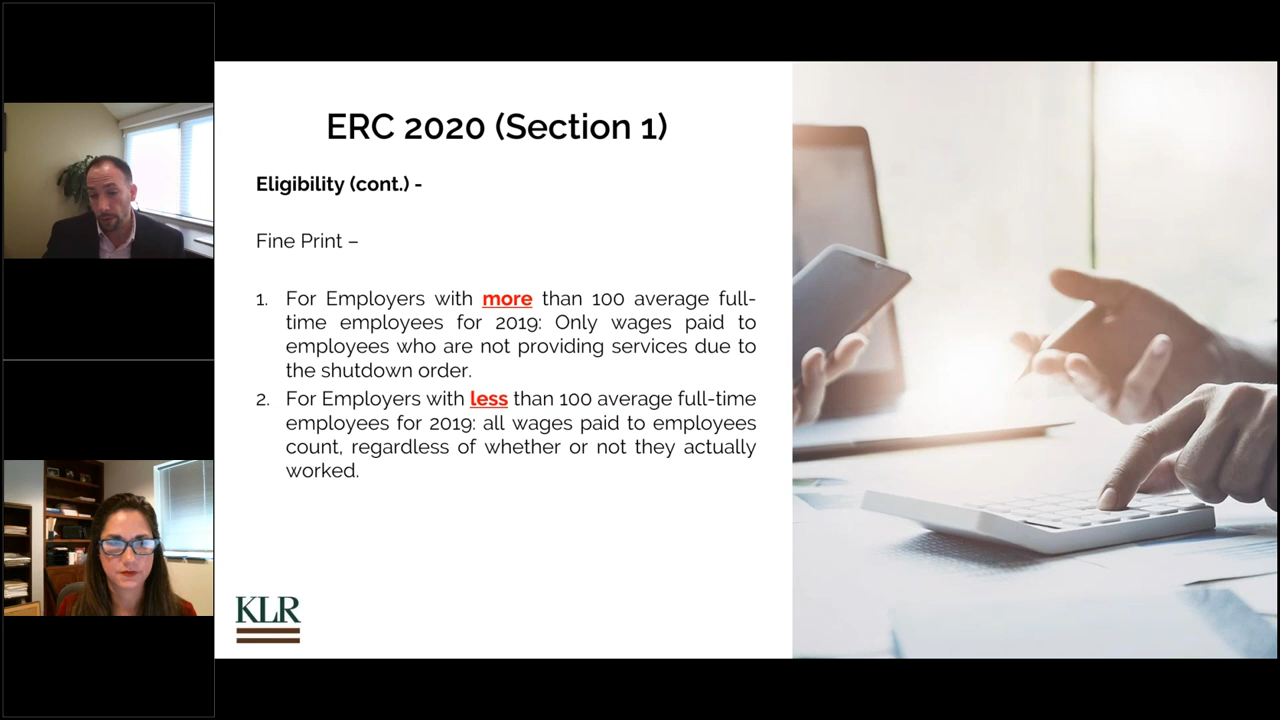 ERC 2020 (Section 1)
Eligibility (cont.) -
Fine Print –
1. For Employers with more than 100 average full-
time employees for 2019: Only wages paid to
employees who are not providing services due to
the shutdown order.
2. For Employers with less than 100 average full-time
employees for 2019: all wages paid to employees
count, regardless of whether or not they actually
worked.
KLR